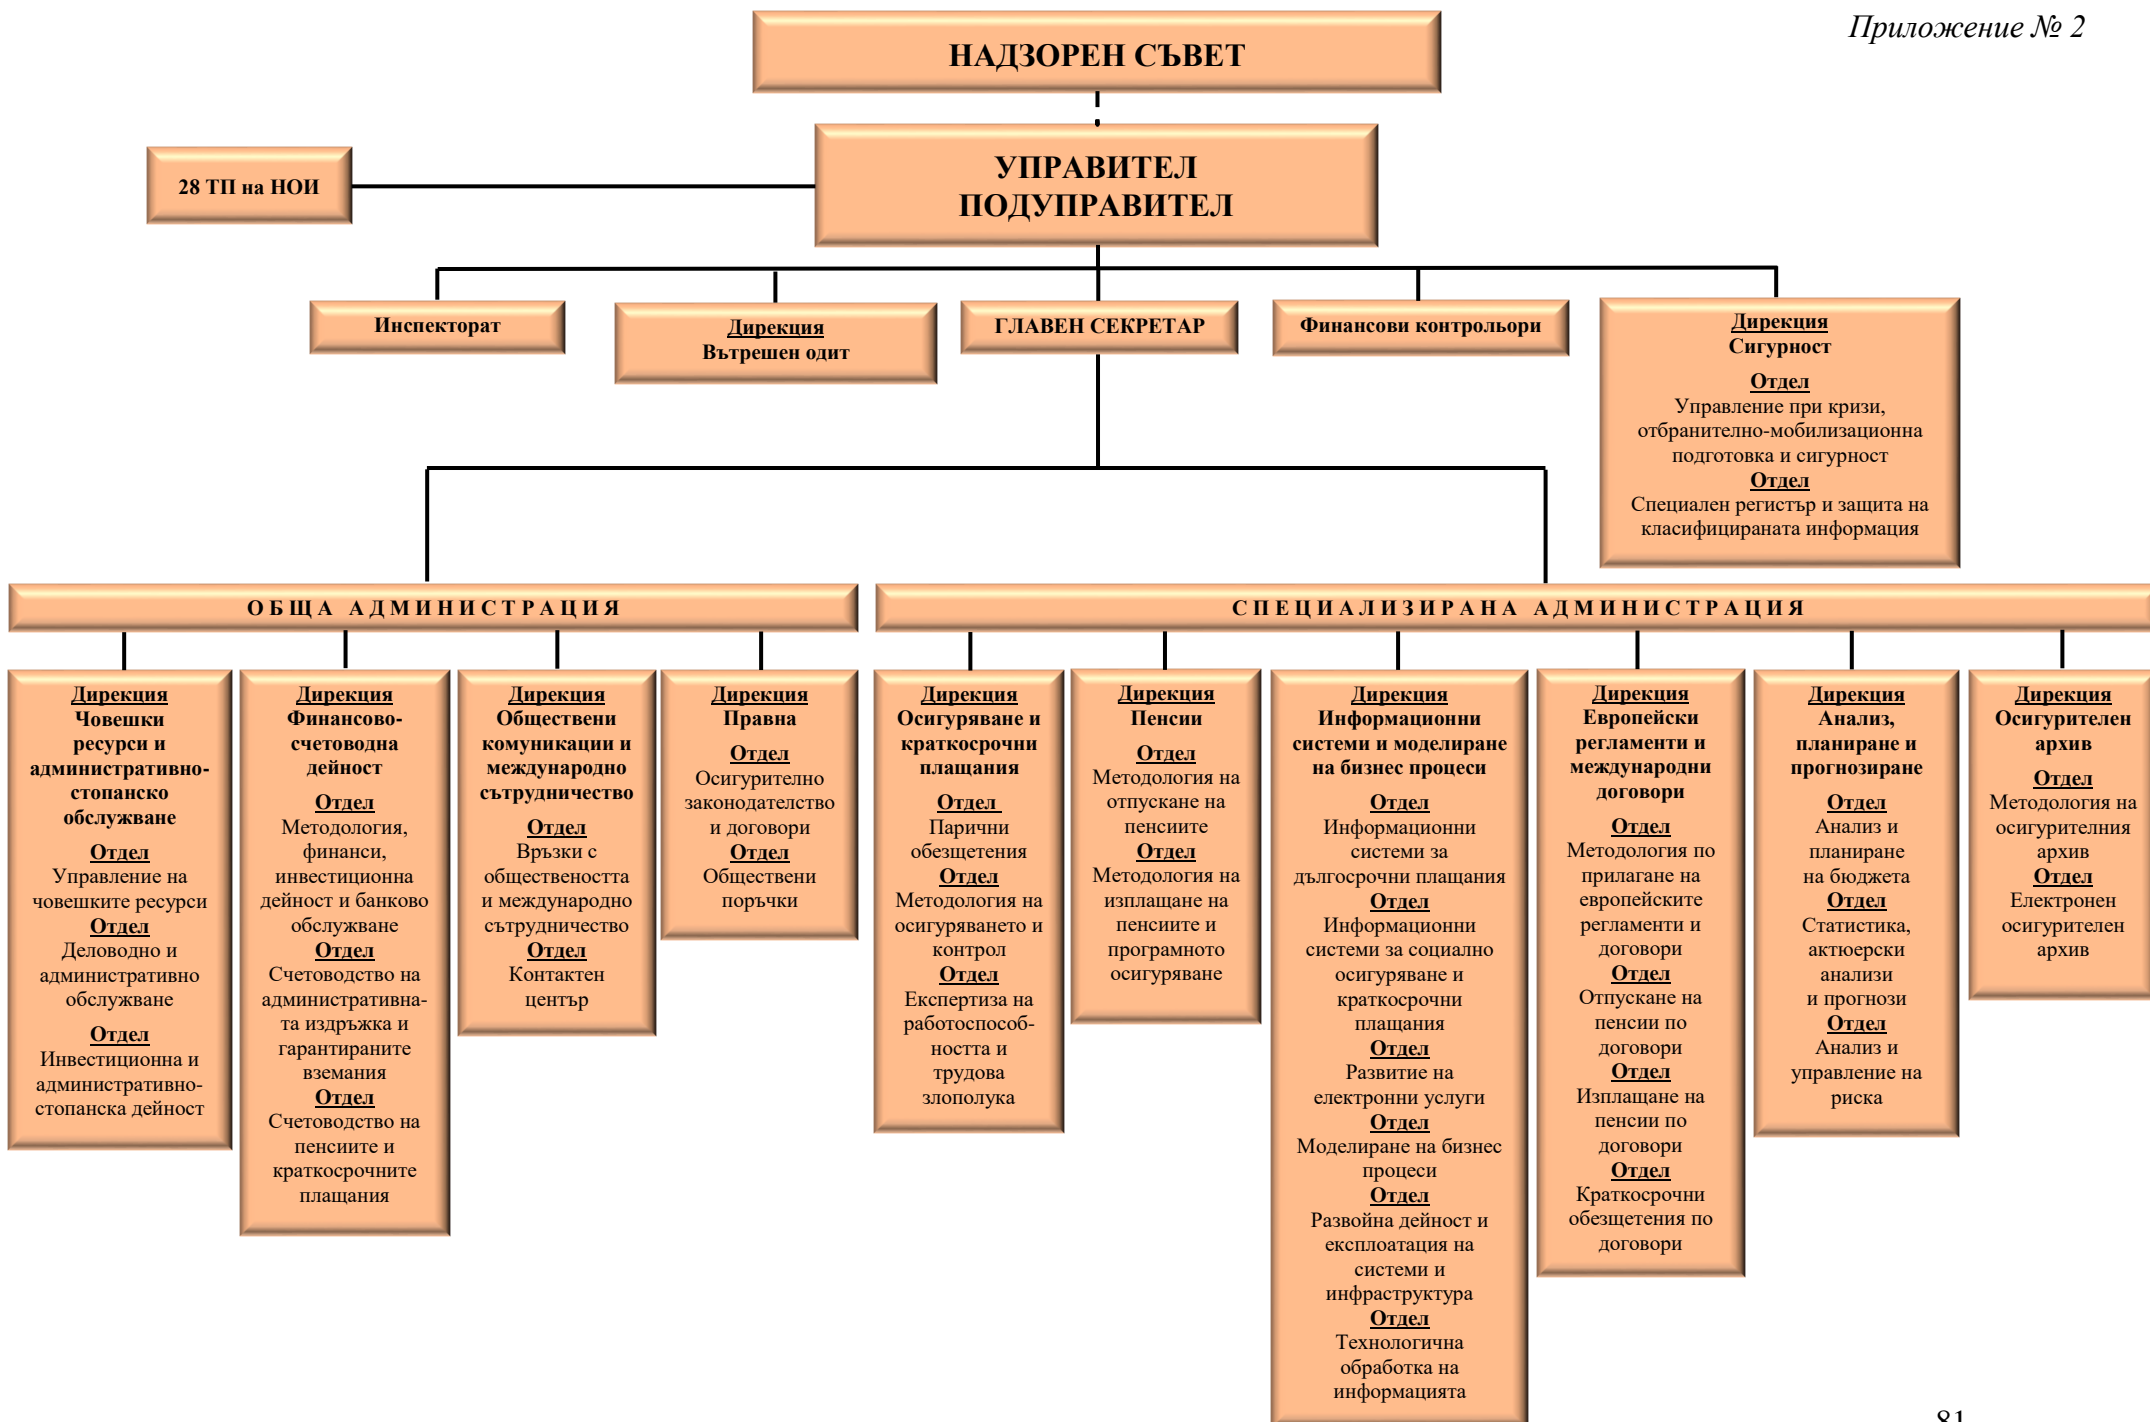 Приложение № 2
НАДЗОРЕН СЪВЕТ
УПРАВИТЕЛ
ПОДУПРАВИТЕЛ
28 ТП на НОИ
Инспекторат
Дирекция
Вътрешен одит
ГЛАВЕН СЕКРЕТАР
Финансови контрольори
Дирекция
Сигурност
Отдел
Управление при кризи,
отбранително-мобилизационна
подготовка и сигурност
Отдел
Специален регистър и защита на
класифицираната информация
ОБЩА АДМИНИСТРАЦИЯ
СПЕЦИАЛИЗИРАНА АДМИНИСТРАЦИЯ
Дирекция
Човешки
ресурси и
административно-
стопанско
обслужване
Отдел
Управление на
човешките ресурси
Отдел
Деловодно и
административно
обслужване
Отдел
Инвестиционна и
административно-
стопанска дейност
Дирекция
Финансово-
счетоводна
дейност
Отдел
Методология,
финанси,
инвестиционна
дейност и банково
обслужване
Отдел
Счетоводство на
административна-
та издръжка и
гарантираните
вземания
Отдел
Счетоводство на
пенсиите и
краткосрочните
плащания
Дирекция
Обществени
комуникации и
международно
сътрудничество
Отдел
Връзки с
обществеността
и международно
сътрудничество
Отдел
Контактен
център
Дирекция
Правна
Отдел
Осигурително
законодателство
и договори
Отдел
Обществени
поръчки
Дирекция
Осигуряване и
краткосрочни
плащания
Отдел
Парични
обезщетения
Отдел
Методология на
осигуряването и
контрол
Отдел
Експертиза на
работоспособ-
ността и
трудова
злополука
Дирекция
Пенсии
Отдел
Методология на
отпускане на
пенсиите
Отдел
Методология на
изплащане на
пенсиите и
програмното
осигуряване
Дирекция
Информационни
системи и моделиране
на бизнес процеси
Отдел
Информационни
системи за
дългосрочни плащания
Отдел
Информационни
системи за социално
осигуряване и
краткосрочни
плащания
Отдел
Развитие на
електронни услуги
Отдел
Моделиране на бизнес
процеси
Отдел
Развойна дейност и
експлоатация на
системи и
инфраструктура
Отдел
Технологична
обработка на
информацията
Дирекция
Европейски
регламенти и
международни
договори
Отдел
Методология по
прилагане на
европейските
регламенти и
договори
Отдел
Отпускане на
пенсии по
договори
Отдел
Изплащане на
пенсии по
договори
Отдел
Краткосрочни
обезщетения по
договори
Дирекция
Анализ,
планиране и
прогнозиране
Отдел
Анализ и
планиране
на бюджета
Отдел
Статистика,
актюерски
анализи
и прогнози
Отдел
Анализ и
управление на
риска
Дирекция
Осигурителен
архив
Отдел
Методология на
осигурителния
архив
Отдел
Електронен
осигурителен
архив
81